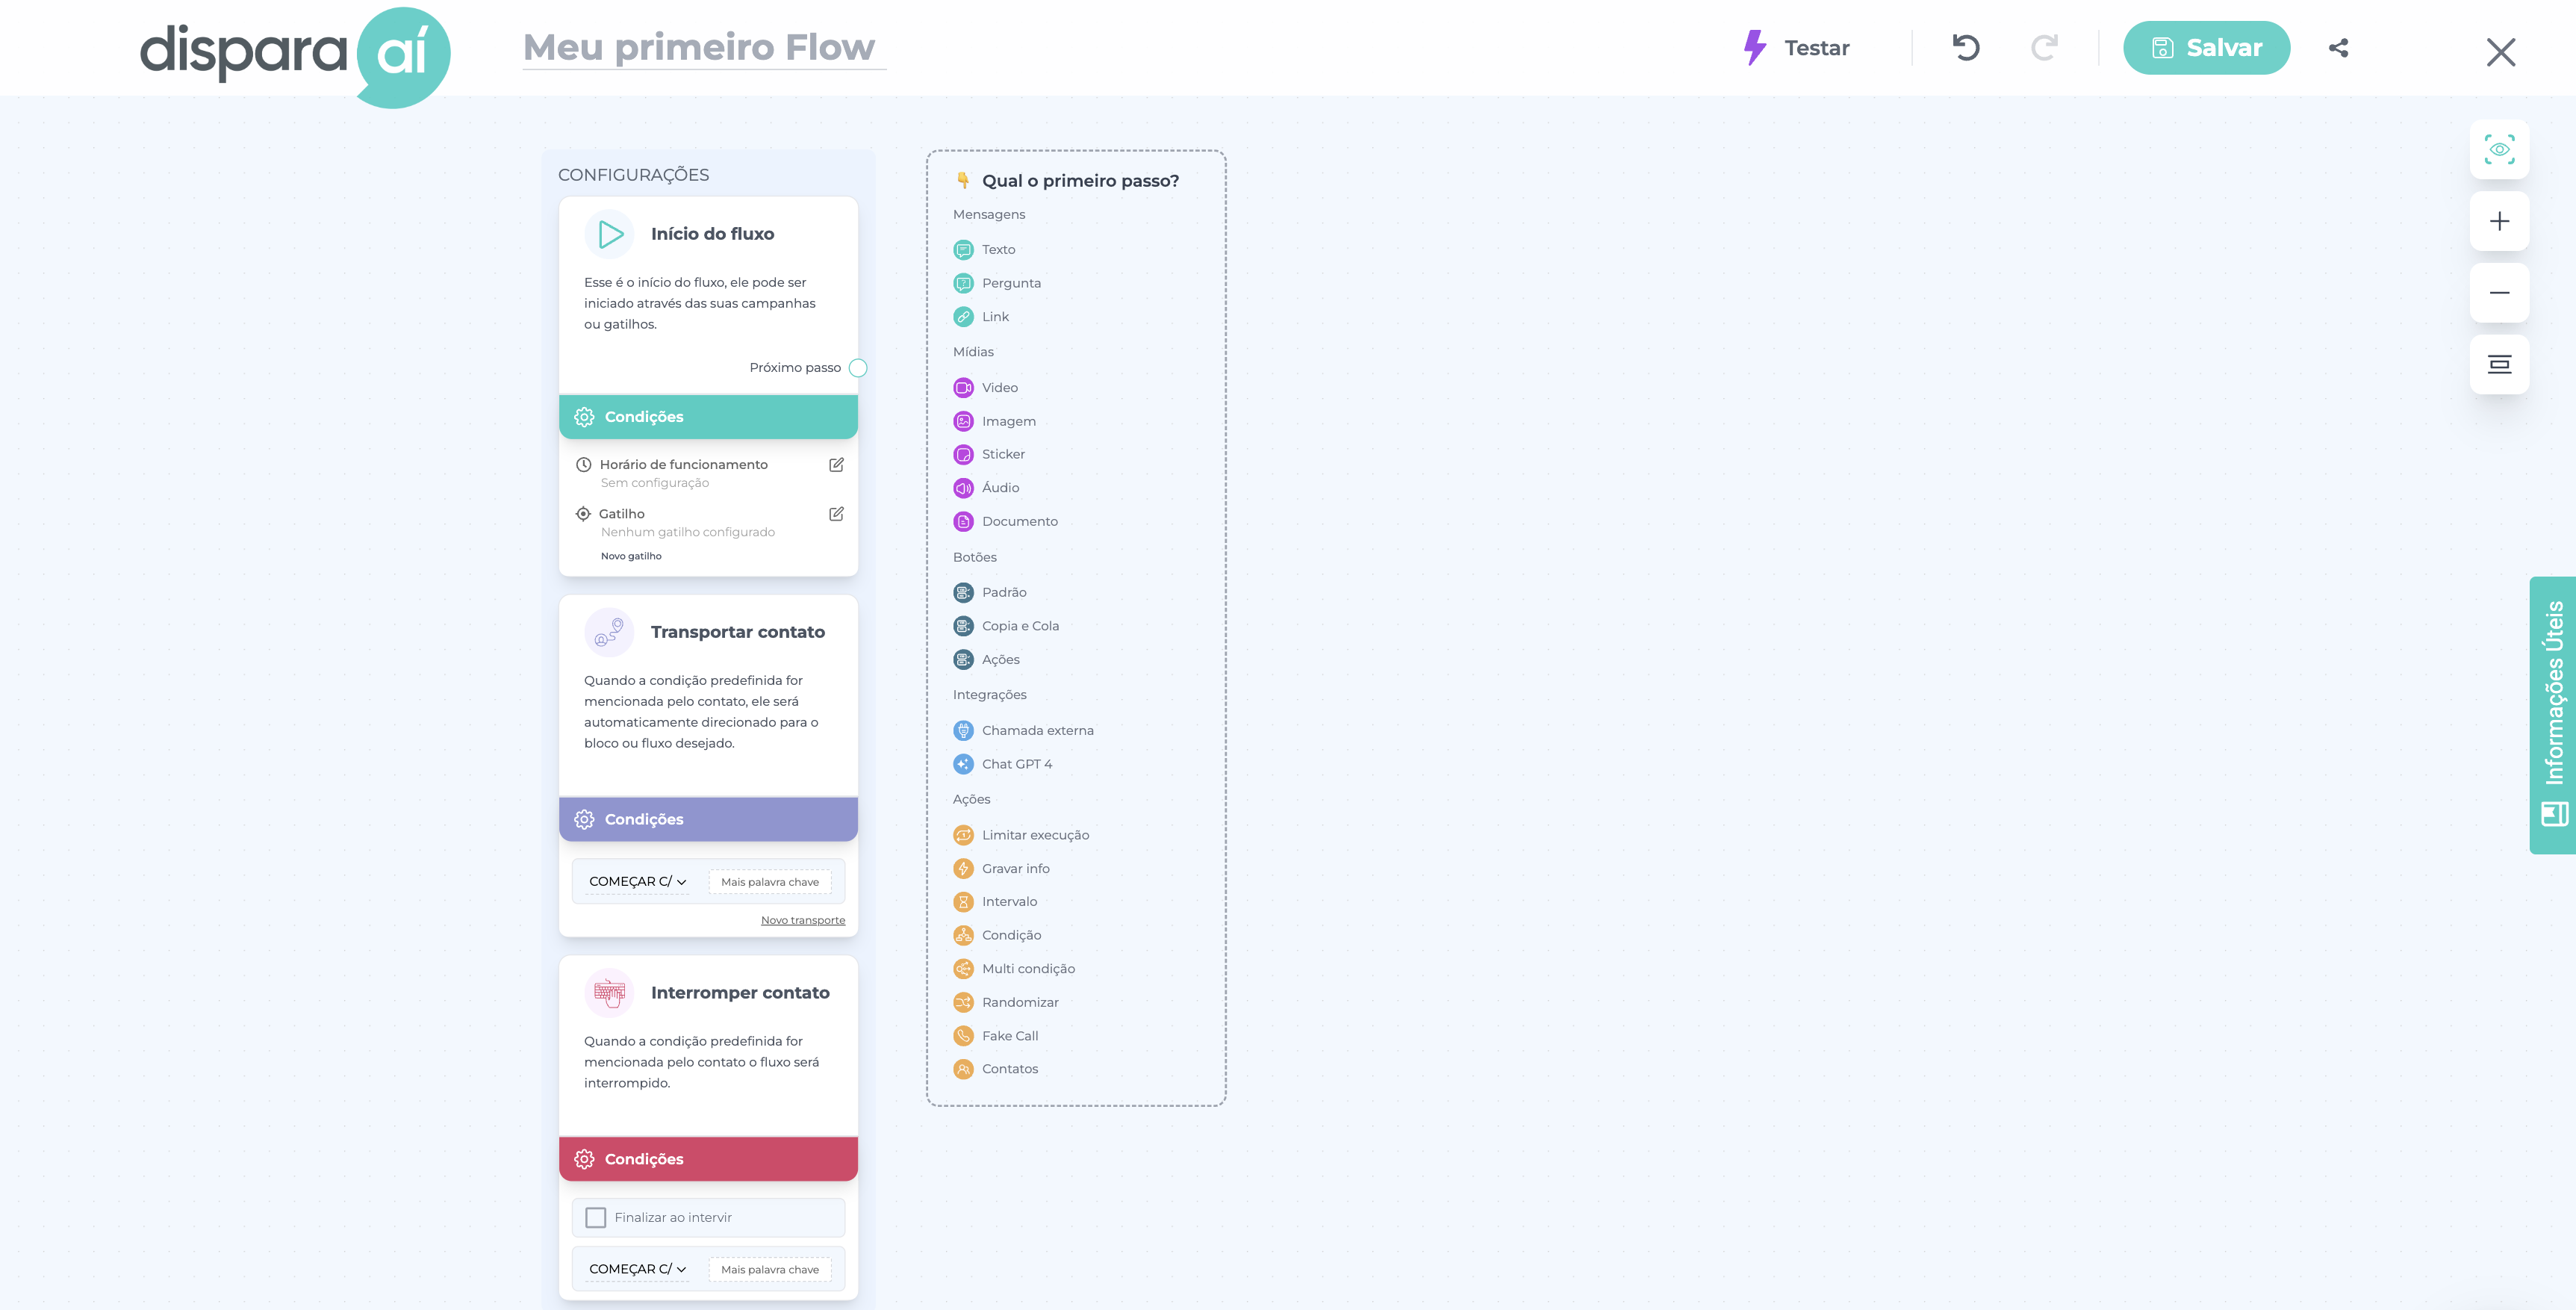 dispara aí
Meu primeiro Flow
Testar
Salvar
CONFIGURAÇÕES
Início do fluxo
Esse é o início do fluxo, ele pode ser
iniciado através das suas campanhas
ou gatilhos.
Próximo passo
Condições
Horário de funcionamento
Sem configuração
Gatilho
Nenhum gatilho configurado
Novo gatilho
Transportar contato
Quando a condição predefinida for
mencionada pelo contato, ele será
automaticamente direcionado para o
bloco ou fluxo desejado.
Condições
COMEÇAR C/ Mais palavra chave
Novo transporte
Interromper contato
Quando a condição predefinida for
mencionada pelo contato o fluxo será
interrompido.
Condições
Finalizar ao intervir
COMEÇAR C/ Mais palavra chave
Qual o primeiro passo?
Mensagens
Texto
Pergunta
Link
Mídias
Video
Imagem
Sticker
Áudio
Documento
Botões
Padrão
Copia e Cola
Ações
Integrações
Chamada externa
Chat GPT 4
Ações
Limitar execução
Gravar info
Intervalo
Condição
Multi condição
Randomizar
Fake Call
Contatos
Informações Úteis